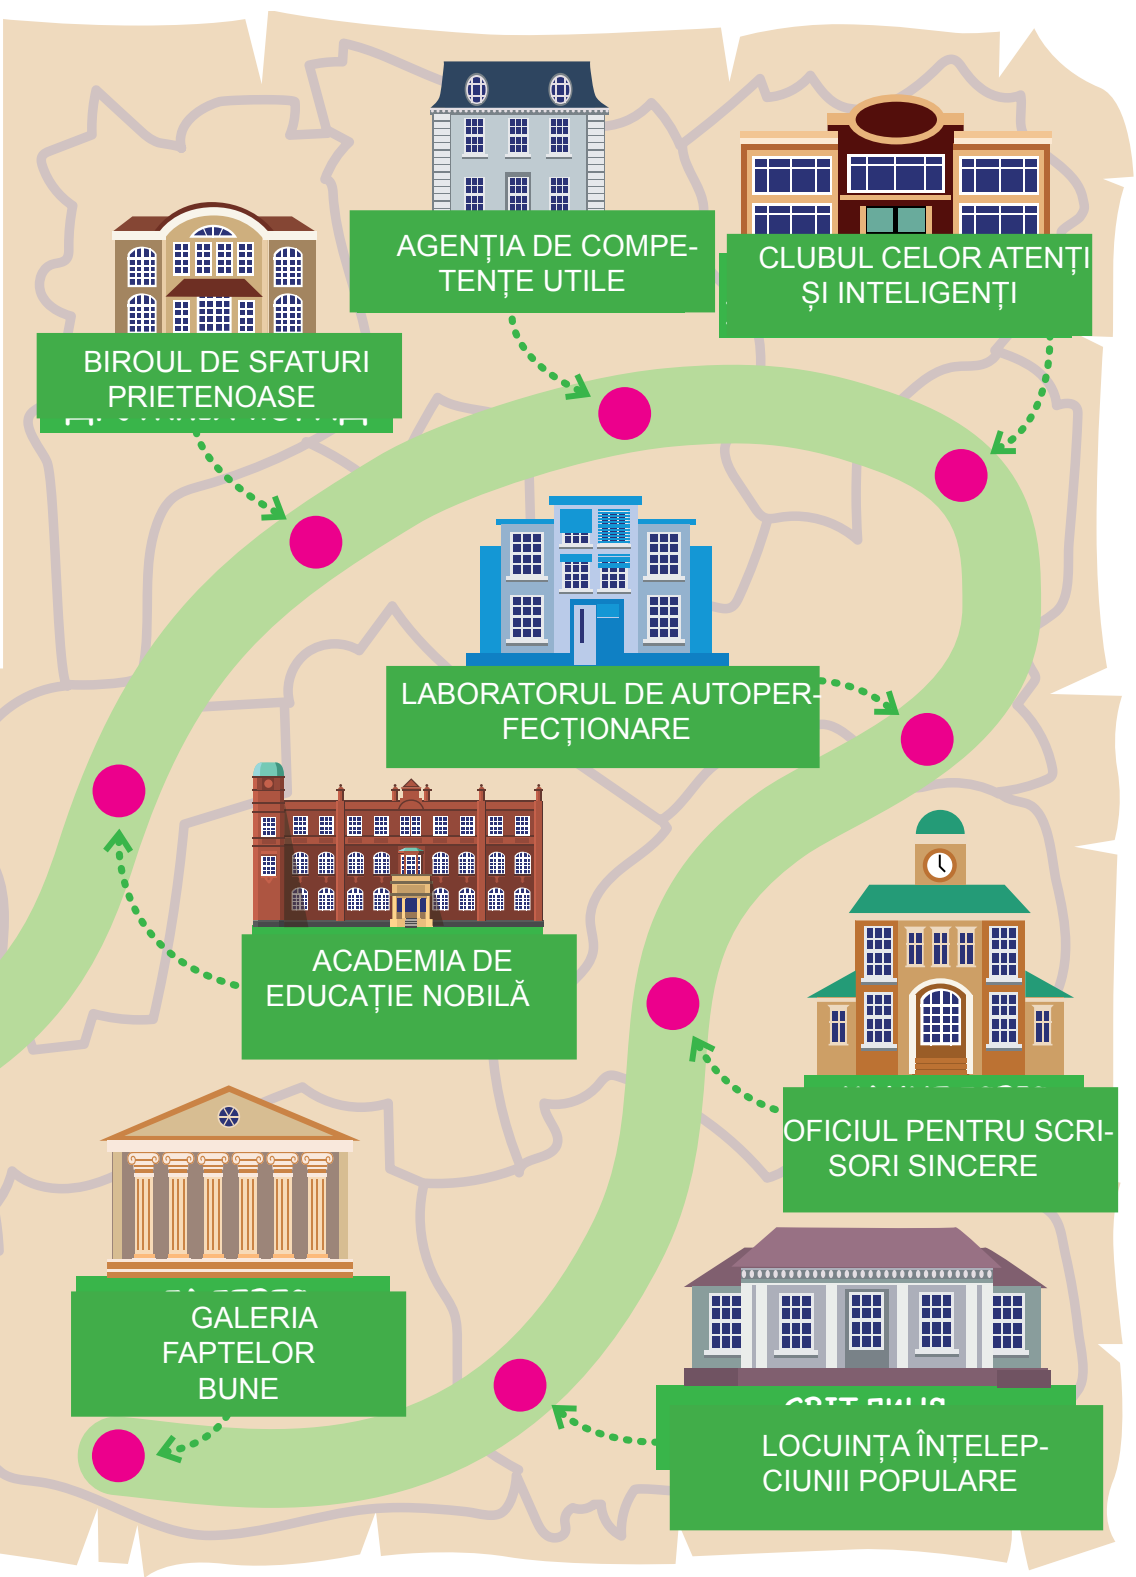 AGENȚIA DE COMPE-
TENȚE UTILE
CLUBUL CELOR ATENȚI
ȘI INTELIGENȚI
BIROUL DE SFATURI
PRIETENOASE
LABORATORUL DE AUTOPER-
FECȚIONARE
ACADEMIA DE
EDUCAȚIE NOBILĂ
OFICIUL PENTRU SCRI-
SORI SINCERE
GALERIA
FAPTELOR
BUNE
LOCUINȚA ÎNȚELEP-
CIUNII POPULARE